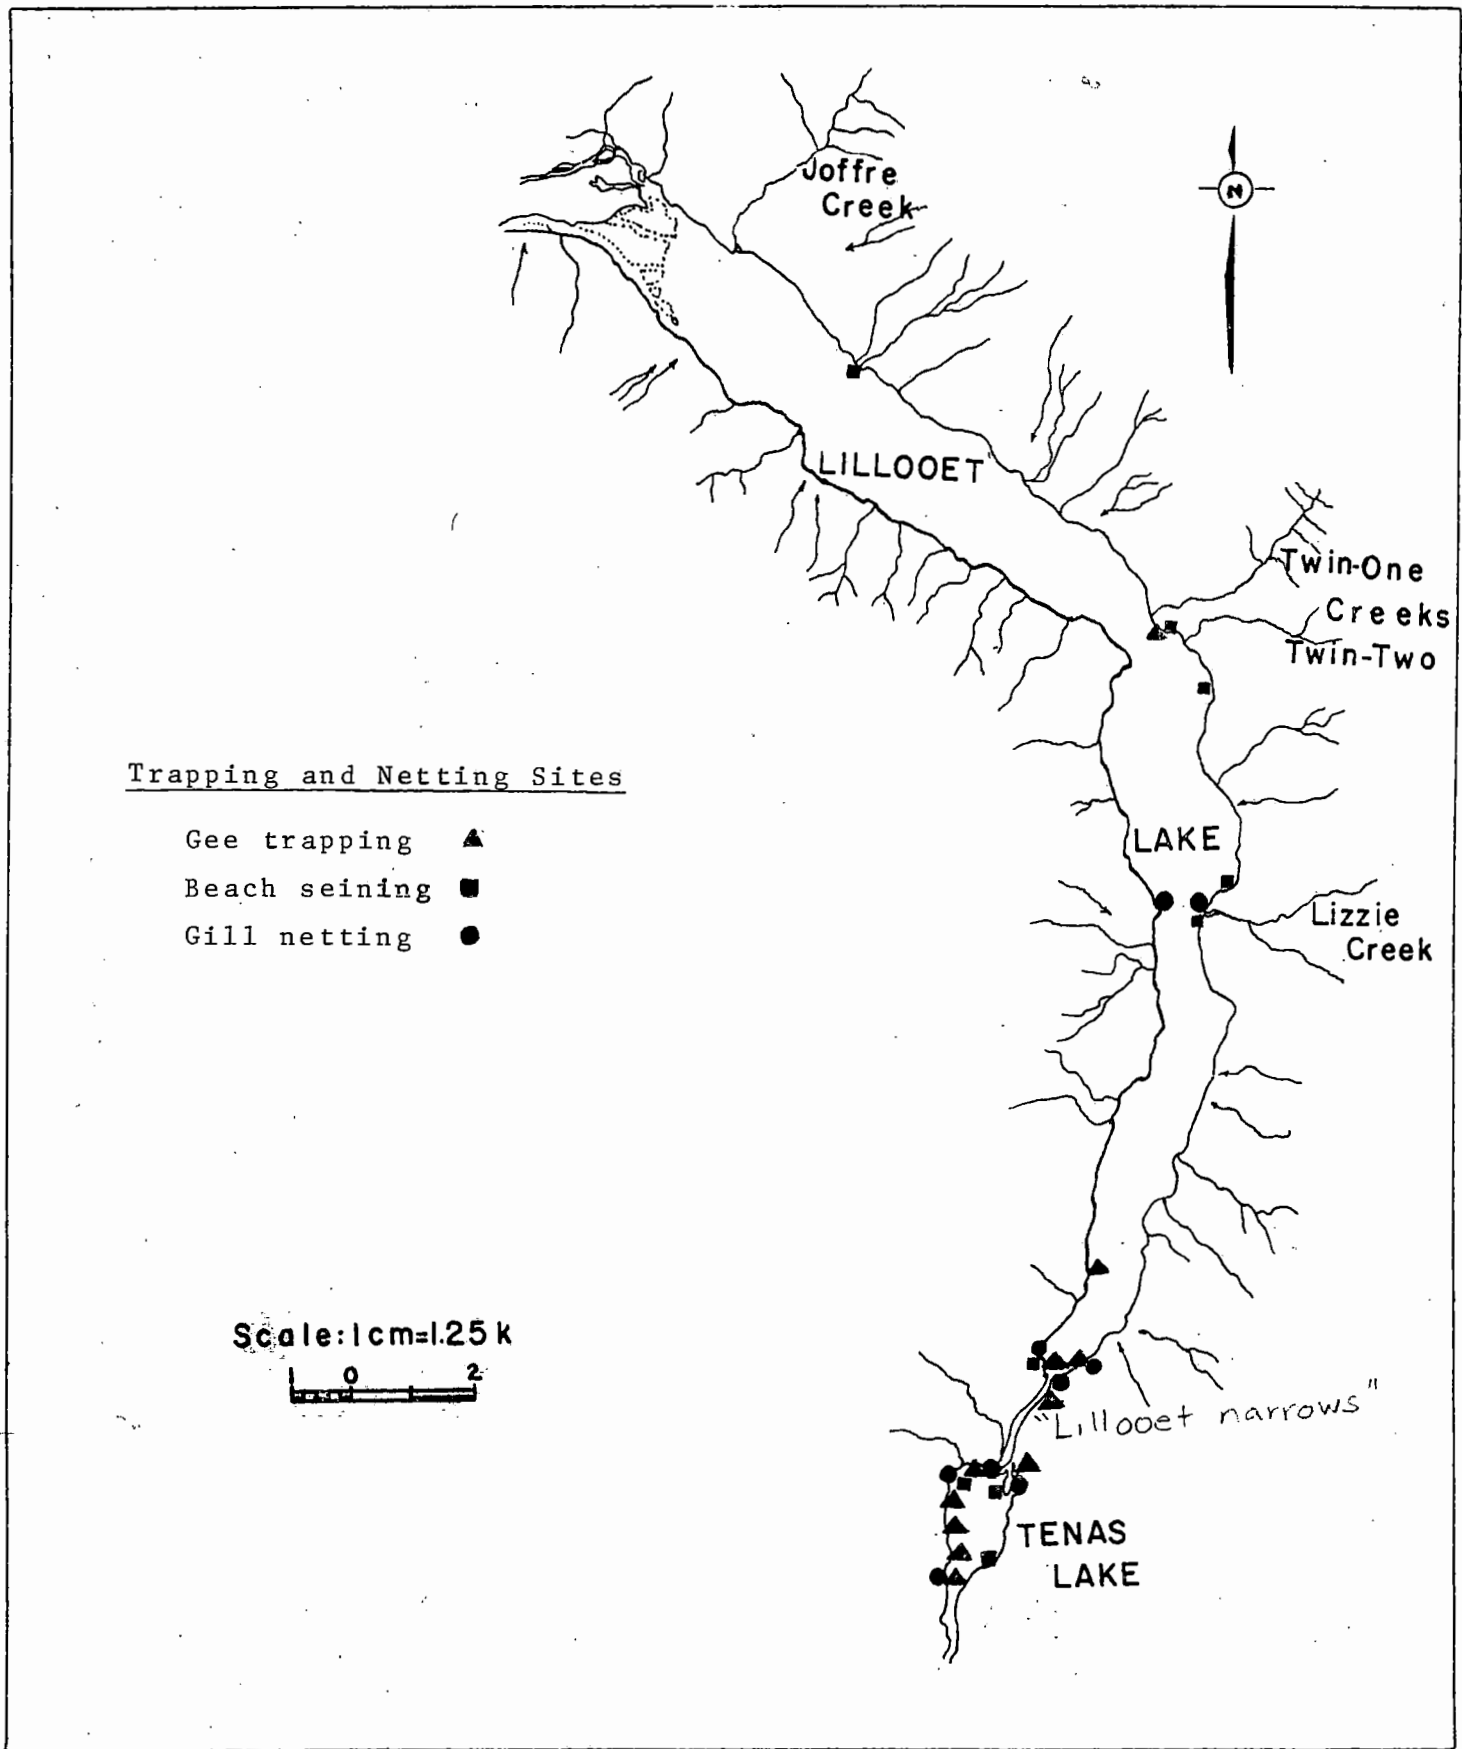 Joffre
Creek
N
LILLOOET
Twin-One
Creeks
Twin-Two
Trapping and Netting Sites
Gee trapping
Beach seining
Gill netting
LAKE
Lizzie
Creek
Scale:1cm=1.25k
0 2
"Lillooet narrows"
TENAS
LAKE